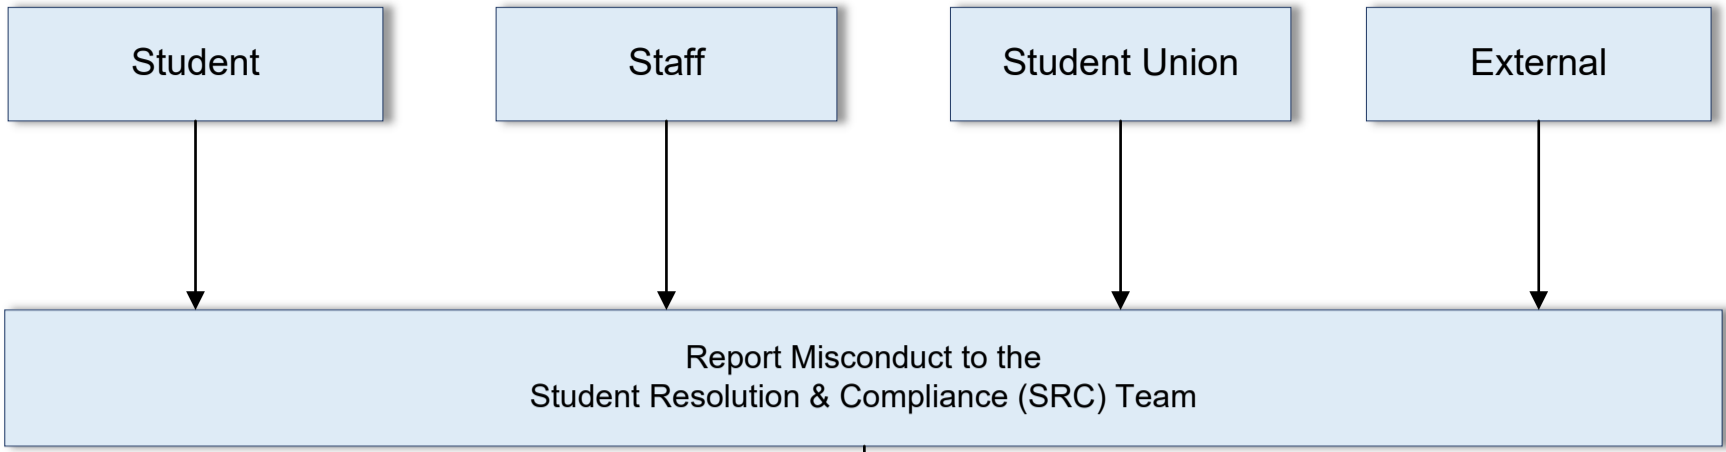 Student
Staff
Student Union
External
Report Misconduct to the
Student Resolution & Compliance (SRC) Team